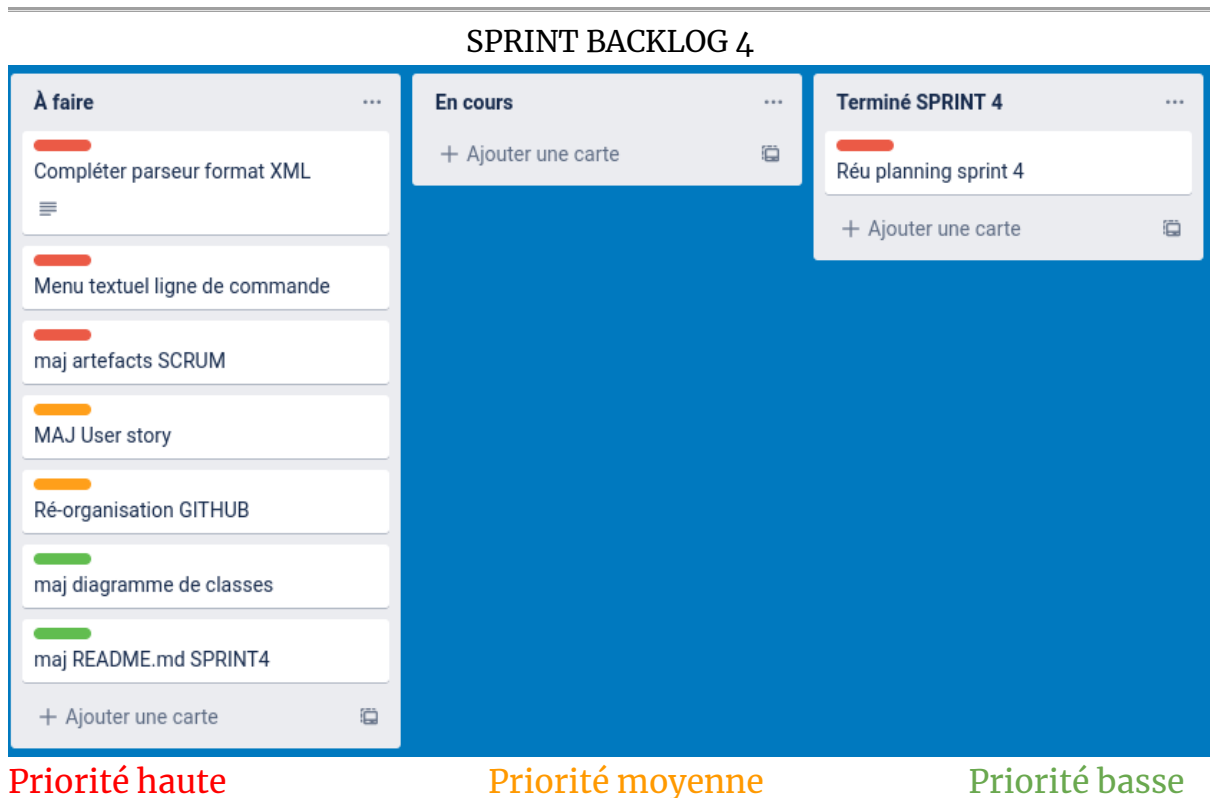 SPRINT BACKLOG 4
À faire
Compléter parseur format XML
Menu textuel ligne de commande
maj artefacts SCRUM
MAJ User story
Ré-organisation GITHUB
maj diagramme de classes
maj README.md SPRINT4
+ Ajouter une carte
En cours
+ Ajouter une carte
Terminé SPRINT 4
Réu planning sprint 4
+ Ajouter une carte
Priorité haute
Priorité moyenne
Priorité basse